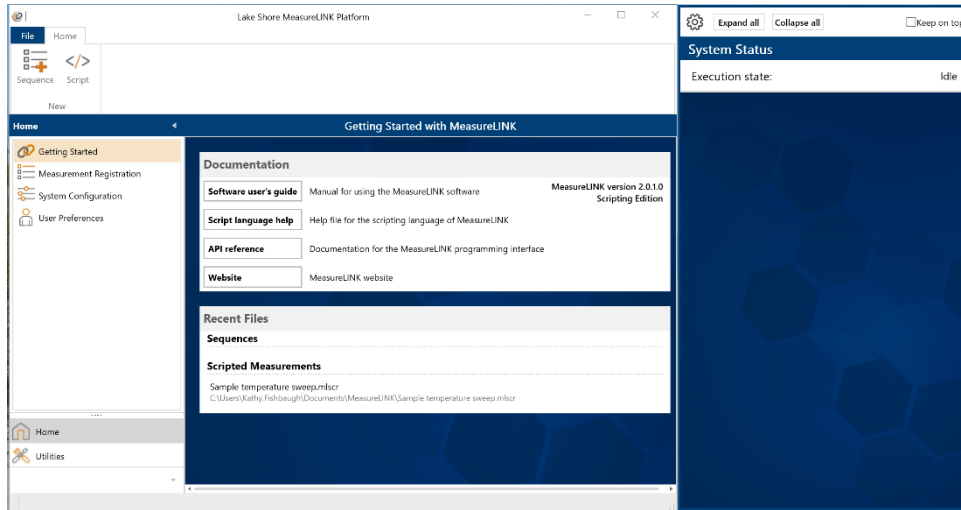 Lake Shore MeasureLINK Platform
File Home
Sequence Script
New
Home
Getting Started with MeasureLINK
Getting Started
Measurement Registration
System Configuration
User Preferences
Home
Utilities
Documentation
Software user's guide Manual for using the MeasureLINK software
MeasureLINK version 2.0.1.0
Scripting Edition
Script language help Help file for the scripting language of MeasureLINK
API reference Documentation for the MeasureLINK programming interface
Website MeasureLINK website
Recent Files
Sequences
Scripted Measurements
Sample temperature sweep.mlscr
C:\Users\Kathy.Fishbaugh\Documents\MeasureLINK\Sample temperature sweep.mlscr
Expand all Collapse all Keep on top
System Status
Execution state: Idle